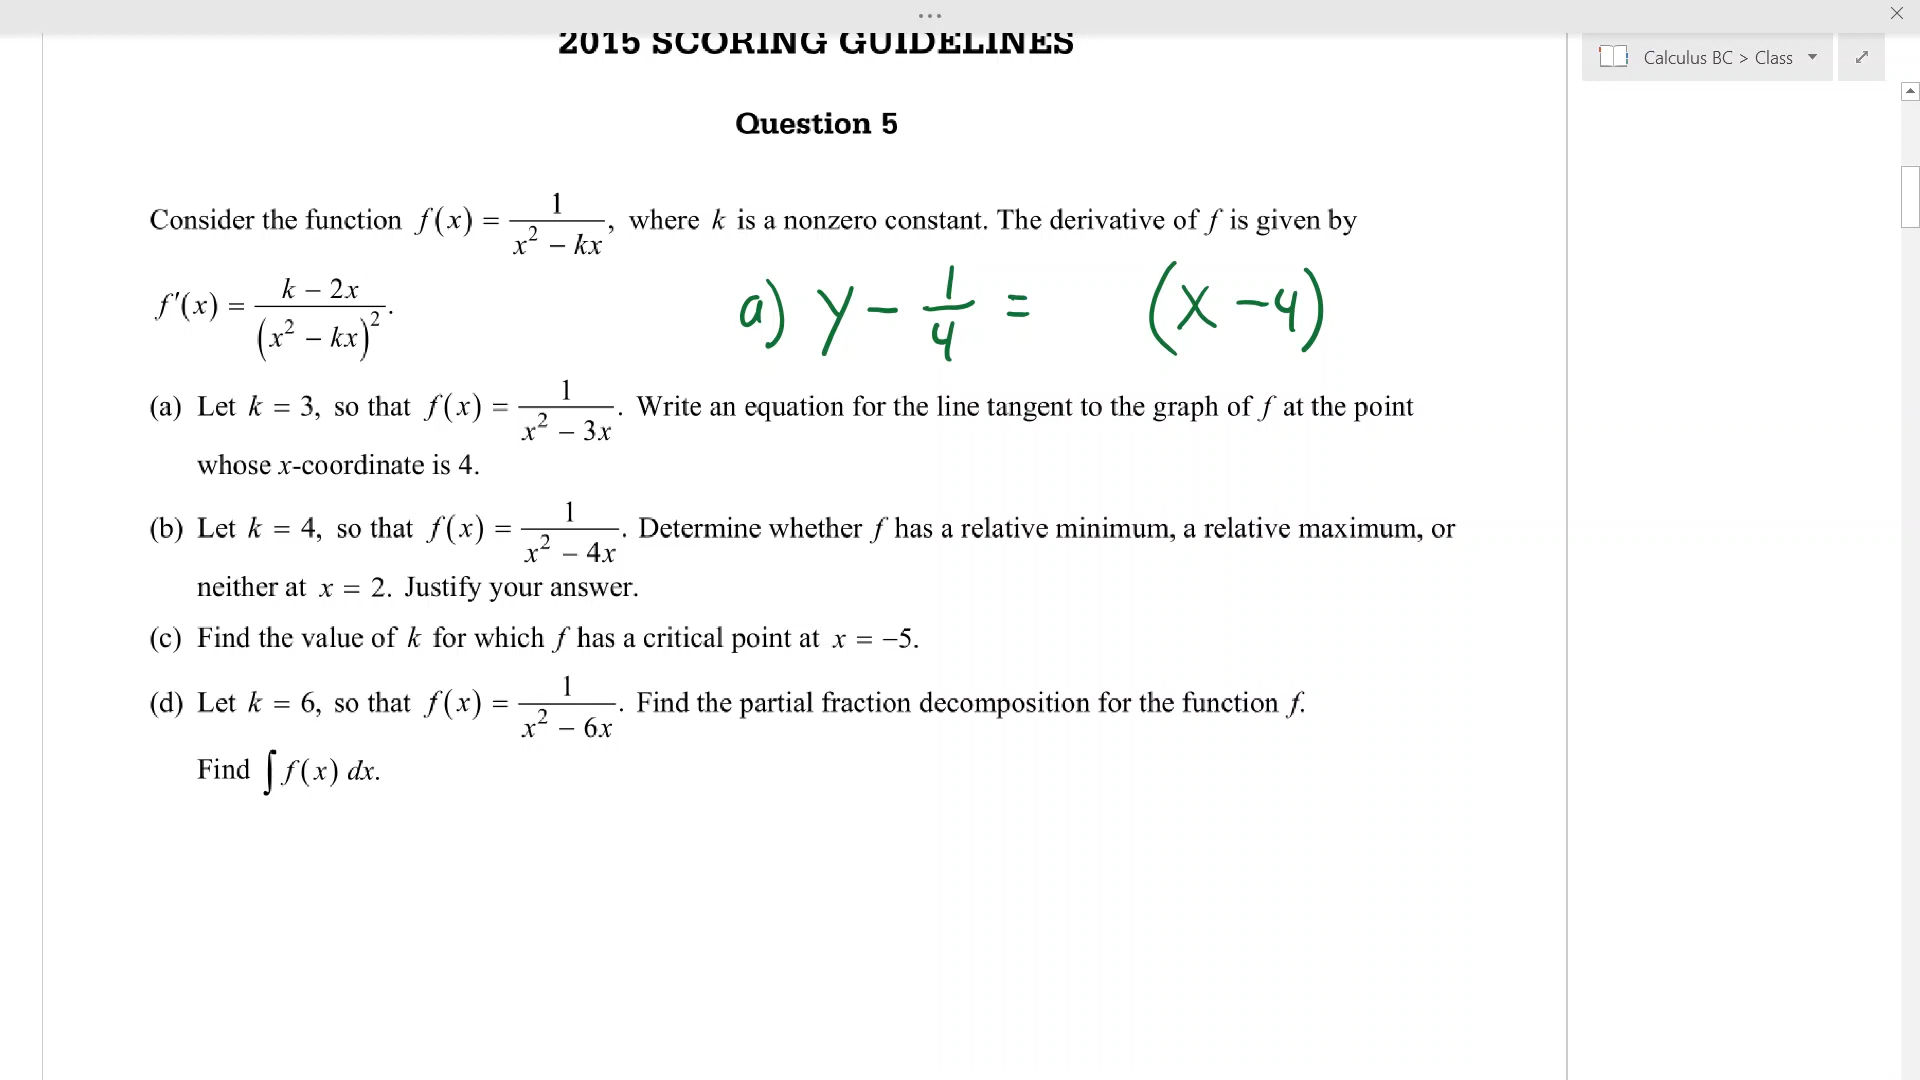 2015 SCORING GUIDELINES
Calculus BC > Class
Question 5
Consider the function f(x) = 1/(x² − kx), where k is a nonzero constant. The derivative of f is given by
f′(x) = (k − 2x)/(x² − kx)².
a) y − 1/4 = (x − 4)
(a) Let k = 3, so that f(x) = 1/(x² − 3x). Write an equation for the line tangent to the graph of f at the point
whose x-coordinate is 4.
(b) Let k = 4, so that f(x) = 1/(x² − 4x). Determine whether f has a relative minimum, a relative maximum, or
neither at x = 2. Justify your answer.
(c) Find the value of k for which f has a critical point at x = −5.
(d) Let k = 6, so that f(x) = 1/(x² − 6x). Find the partial fraction decomposition for the function f.
Find ∫ f(x) dx.